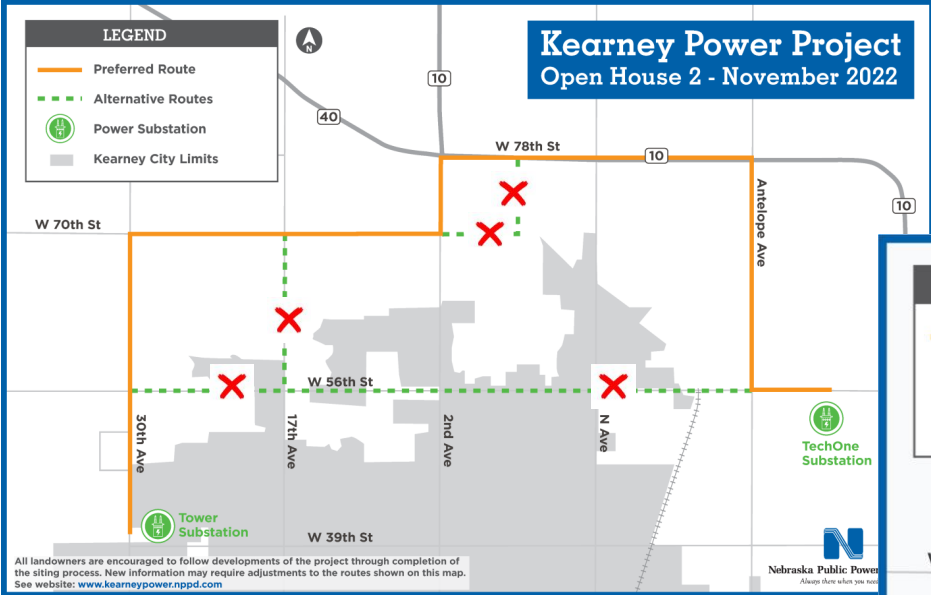 LEGEND
Preferred Route
Alternative Routes
Power Substation
Kearney City Limits
N
Kearney Power Project
Open House 2 - November 2022
10
40
W 78th St
10
10
W 70th St
Antelope Ave
W 56th St
30th Ave
17th Ave
2nd Ave
N Ave
TechOne
Substation
Tower
Substation
W 39th St
All landowners are encouraged to follow developments of the project through completion of
the siting process. New information may require adjustments to the routes shown on this map.
See website: www.kearneypower.nppd.com
Nebraska Public Power
Always there when you need